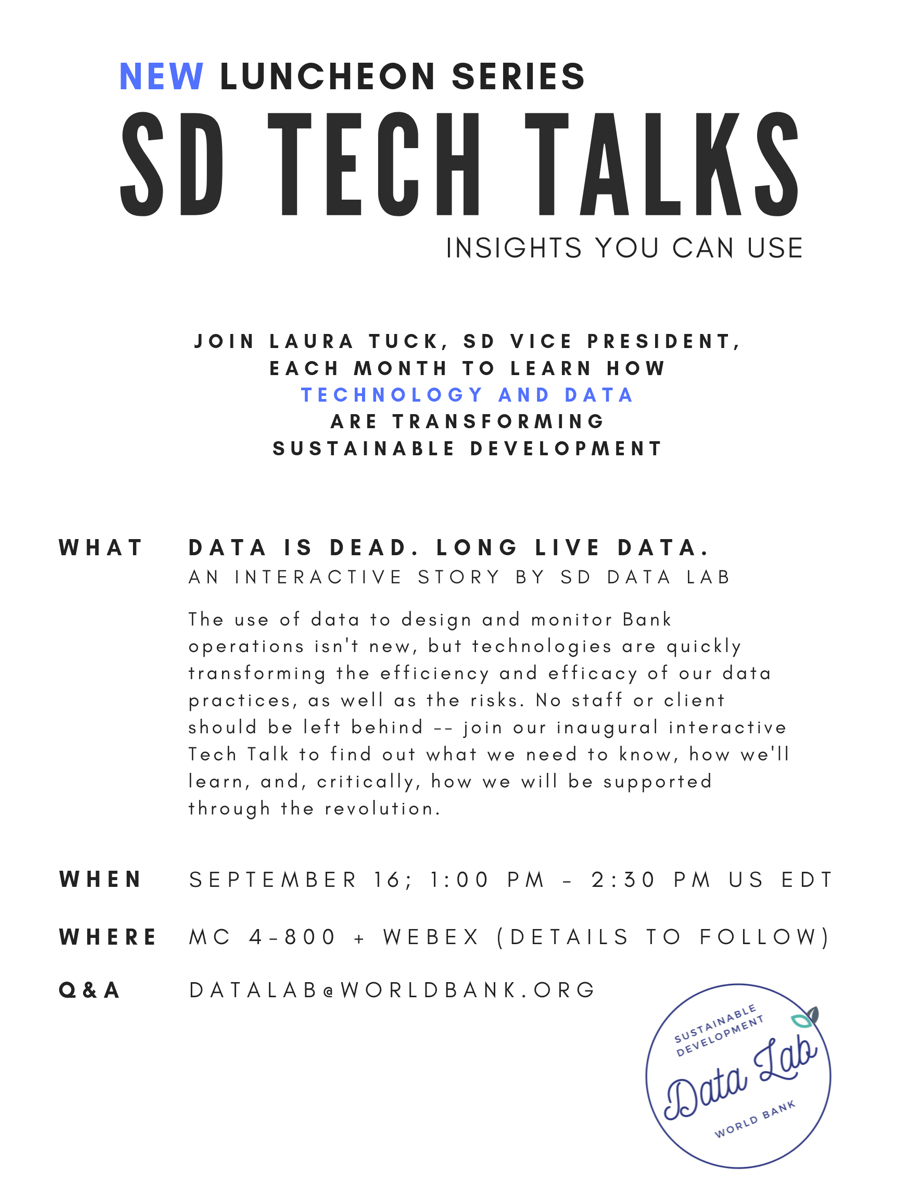 NEW LUNCHEON SERIES
SD TECH TALKS
INSIGHTS YOU CAN USE
JOIN LAURA TUCK, SD VICE PRESIDENT,
EACH MONTH TO LEARN HOW
TECHNOLOGY AND DATA
ARE TRANSFORMING
SUSTAINABLE DEVELOPMENT
WHAT DATA IS DEAD. LONG LIVE DATA.
AN INTERACTIVE STORY BY SD DATA LAB
The use of data to design and monitor Bank
operations isn't new, but technologies are quickly
transforming the efficiency and efficacy of our data
practices, as well as the risks. No staff or client
should be left behind -- join our inaugural interactive
Tech Talk to find out what we need to know, how we'll
learn, and, critically, how we will be supported
through the revolution.
WHEN SEPTEMBER 16; 1:00 PM - 2:30 PM US EDT
WHERE MC 4-800 + WEBEX (DETAILS TO FOLLOW)
Q&A DATALAB@WORLDBANK.ORG
SUSTAINABLE
DEVELOPMENT
Data Lab
WORLD BANK